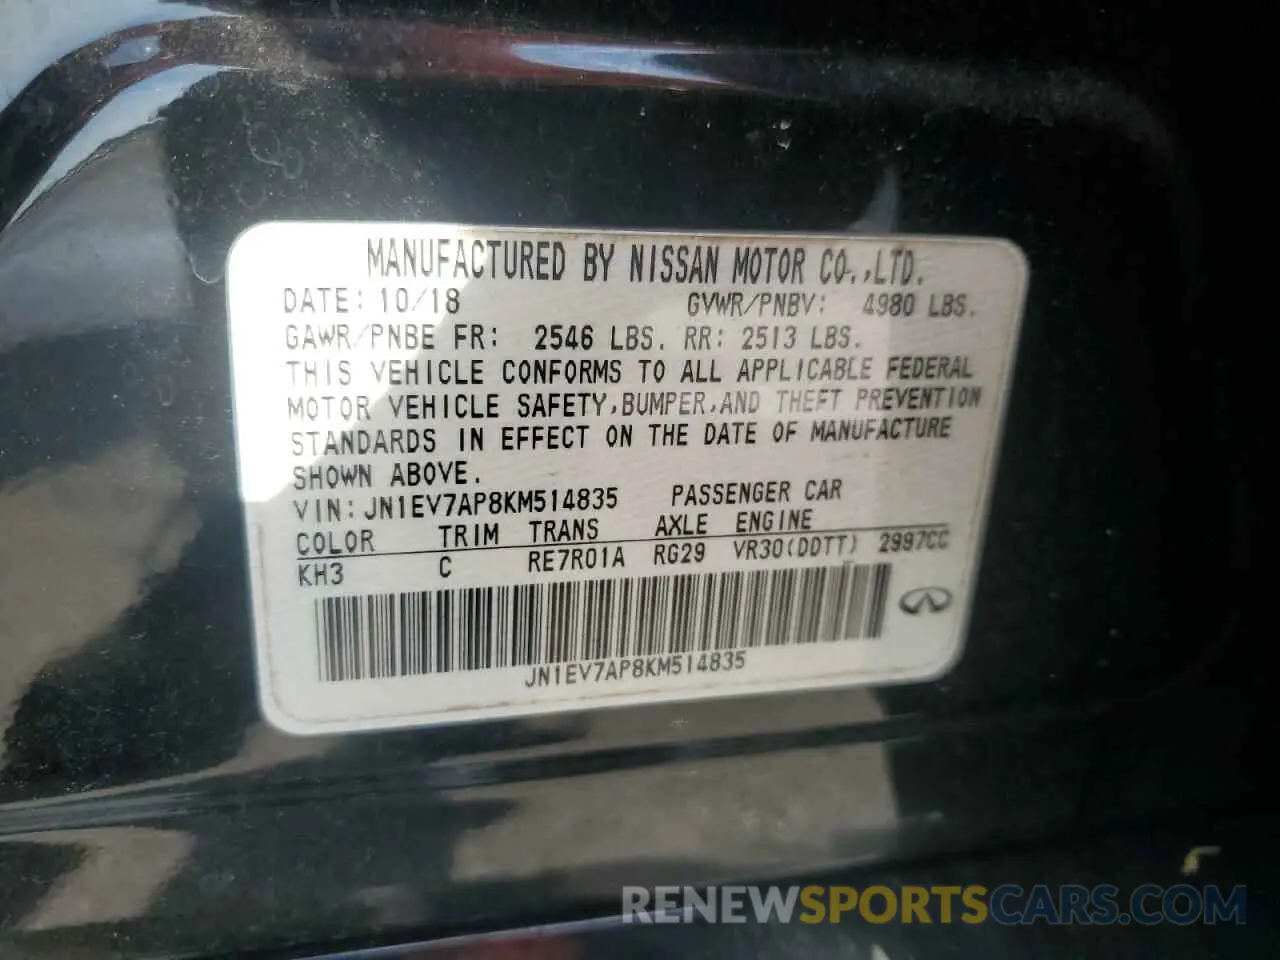 MANUFACTURED BY NISSAN MOTOR CO.,LTD.
DATE: 10/18 GVWR/PNBV: 4980 LBS.
GAWR/PNBE FR: 2546 LBS. RR: 2513 LBS.
THIS VEHICLE CONFORMS TO ALL APPLICABLE FEDERAL
MOTOR VEHICLE SAFETY,BUMPER,AND THEFT PREVENTION
STANDARDS IN EFFECT ON THE DATE OF MANUFACTURE
SHOWN ABOVE.
VIN: JN1EV7AP8KM514835 PASSENGER CAR
COLOR TRIM TRANS AXLE ENGINE
KH3 C RE7R01A RG29 VR30(DDTT) 2997CC
JN1EV7AP8KM514835
RENEWSPORTSCARS.COM